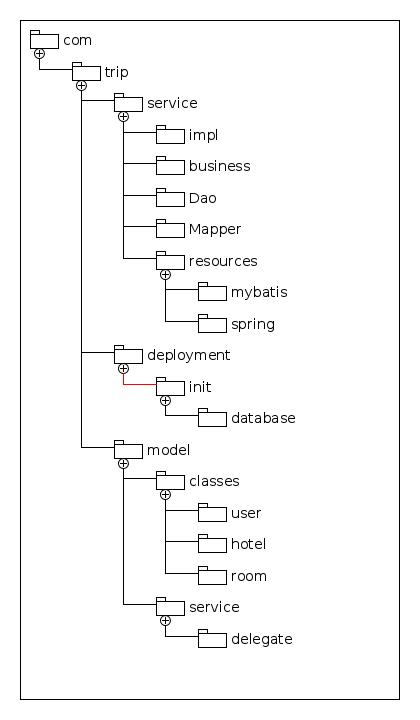 com
trip
service
impl
business
Dao
Mapper
resources
mybatis
spring
deployment
init
database
model
classes
user
hotel
room
service
delegate